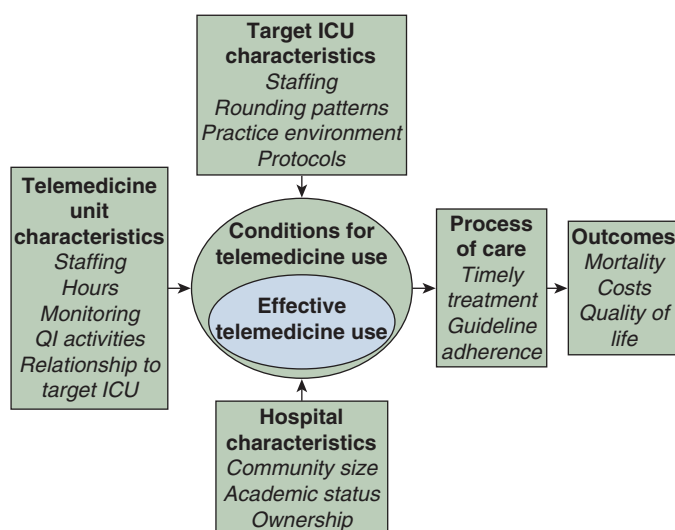 Target ICU
characteristics
Staffing
Rounding patterns
Practice environment
Protocols
Telemedicine
unit
characteristics
Staffing
Hours
Monitoring
QI activities
Relationship to
target ICU
Conditions for
telemedicine use
Effective
telemedicine use
Process
of care
Timely
treatment
Guideline
adherence
Outcomes
Mortality
Costs
Quality of
life
Hospital
characteristics
Community size
Academic status
Ownership